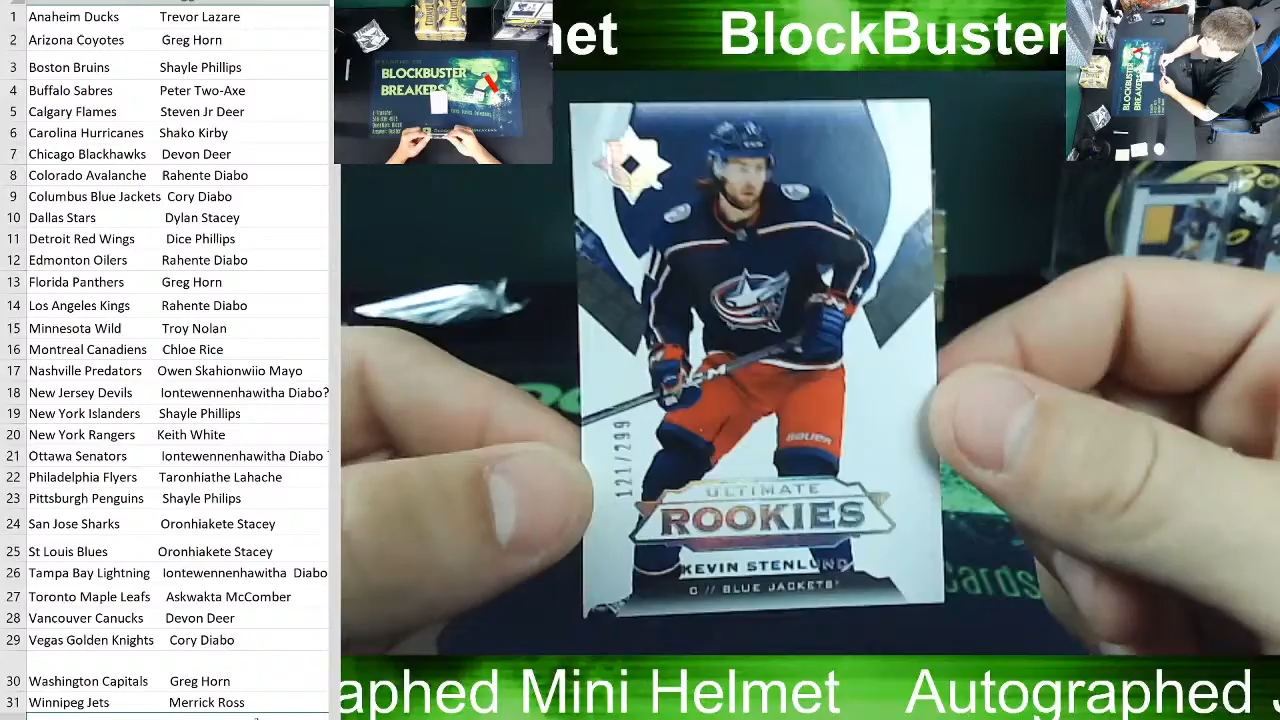 1 Anaheim Ducks Trevor Lazare
2 Arizona Coyotes Greg Horn
3 Boston Bruins Shayle Phillips
4 Buffalo Sabres Peter Two-Axe
5 Calgary Flames Steven Jr Deer
6 Carolina Hurricanes Shako Kirby
7 Chicago Blackhawks Devon Deer
8 Colorado Avalanche Rahente Diabo
9 Columbus Blue Jackets Cory Diabo
10 Dallas Stars Dylan Stacey
11 Detroit Red Wings Dice Phillips
12 Edmonton Oilers Rahente Diabo
13 Florida Panthers Greg Horn
14 Los Angeles Kings Rahente Diabo
15 Minnesota Wild Troy Nolan
16 Montreal Canadiens Chloe Rice
17 Nashville Predators Owen Skahionwiio Mayo
18 New Jersey Devils Iontewennenhawitha Diabo?
19 New York Islanders Shayle Phillips
20 New York Rangers Keith White
21 Ottawa Senators Iontewennenhawitha Diabo
22 Philadelphia Flyers Taronhiathe Lahache
23 Pittsburgh Penguins Shayle Philips
24 San Jose Sharks Oronhiakete Stacey
25 St Louis Blues Oronhiakete Stacey
26 Tampa Bay Lightning Iontewennenhawitha Diabo
27 Toronto Maple Leafs Askwakta McComber
28 Vancouver Canucks Devon Deer
29 Vegas Golden Knights Cory Diabo
30 Washington Capitals Greg Horn
31 Winnipeg Jets Merrick Ross
met BlockBuster
BLOCKBUSTER
BREAKERS
BLOCKBUSTER
BREAKERS
CCM
BAUER
121/299
ULTIMATE
ROOKIES
KEVIN STENLUND
C // BLUE JACKETS
Cards
aphed Mini Helmet Autographed